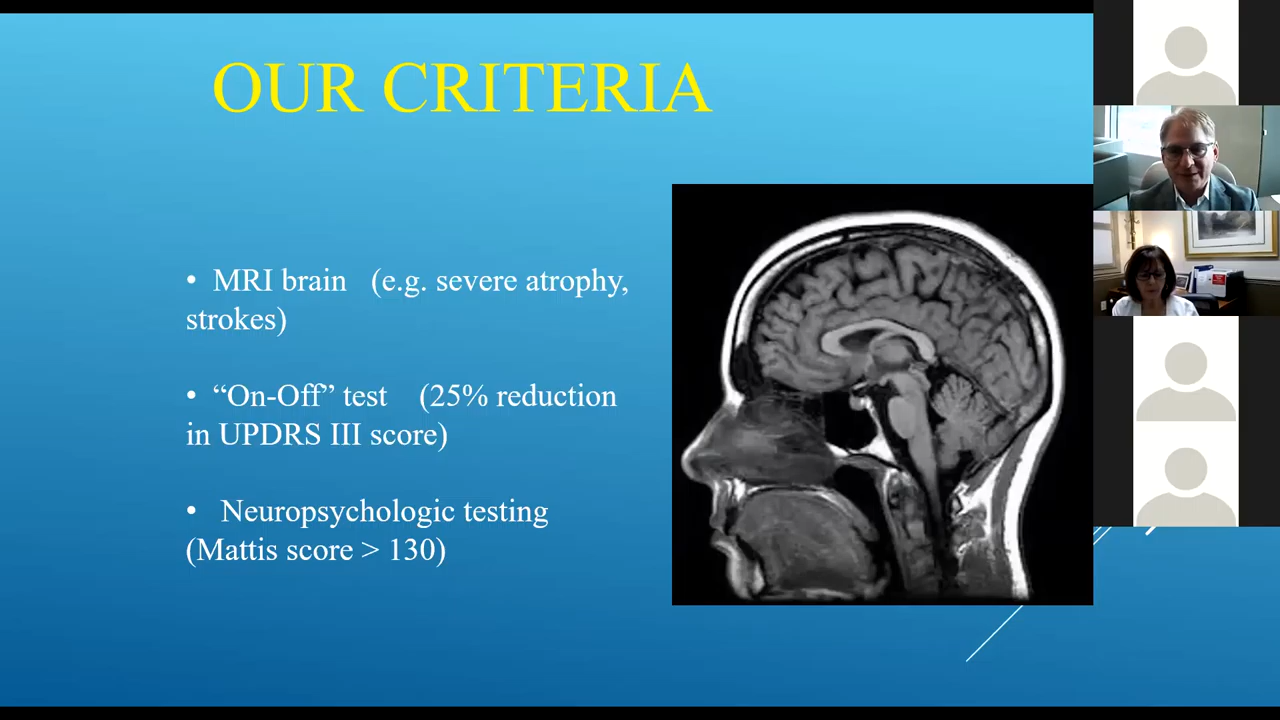 OUR CRITERIA
• MRI brain (e.g. severe atrophy,
strokes)
• “On-Off” test (25% reduction
in UPDRS III score)
• Neuropsychologic testing
(Mattis score > 130)